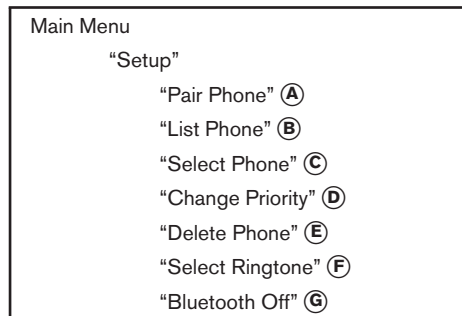 Main Menu
“Setup”
“Pair Phone” Ⓐ
“List Phone” Ⓑ
“Select Phone” Ⓒ
“Change Priority” Ⓓ
“Delete Phone” Ⓔ
“Select Ringtone” Ⓕ
“Bluetooth Off” Ⓖ